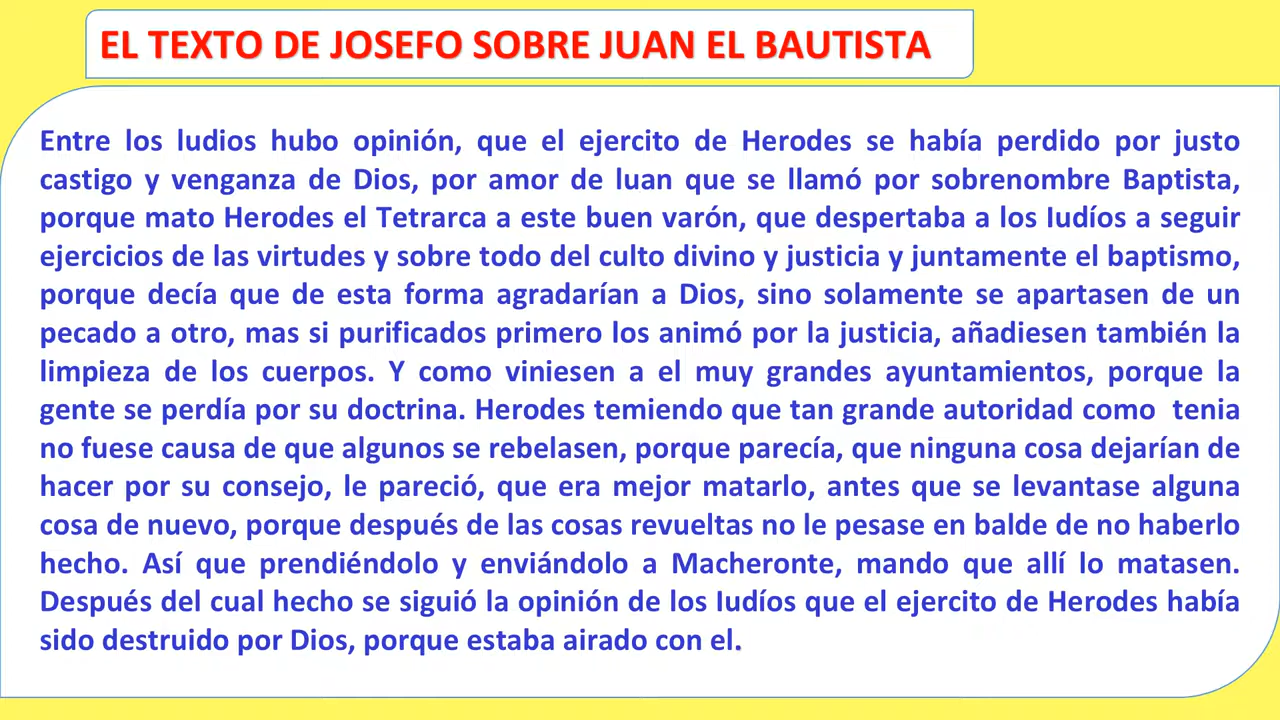 EL TEXTO DE JOSEFO SOBRE JUAN EL BAUTISTA
Entre los ludios hubo opinión, que el ejercito de Herodes se había perdido por justo
castigo y venganza de Dios, por amor de luan que se llamó por sobrenombre Baptista,
porque mato Herodes el Tetrarca a este buen varón, que despertaba a los Iudíos a seguir
ejercicios de las virtudes y sobre todo del culto divino y justicia y juntamente el baptismo,
porque decía que de esta forma agradarían a Dios, sino solamente se apartasen de un
pecado a otro, mas si purificados primero los animó por la justicia, añadiesen también la
limpieza de los cuerpos. Y como viniesen a el muy grandes ayuntamientos, porque la
gente se perdía por su doctrina. Herodes temiendo que tan grande autoridad como tenia
no fuese causa de que algunos se rebelasen, porque parecía, que ninguna cosa dejarían de
hacer por su consejo, le pareció, que era mejor matarlo, antes que se levantase alguna
cosa de nuevo, porque después de las cosas revueltas no le pesase en balde de no haberlo
hecho. Así que prendiéndolo y enviándolo a Macheronte, mando que allí lo matasen.
Después del cual hecho se siguió la opinión de los Iudíos que el ejercito de Herodes había
sido destruido por Dios, porque estaba airado con el.